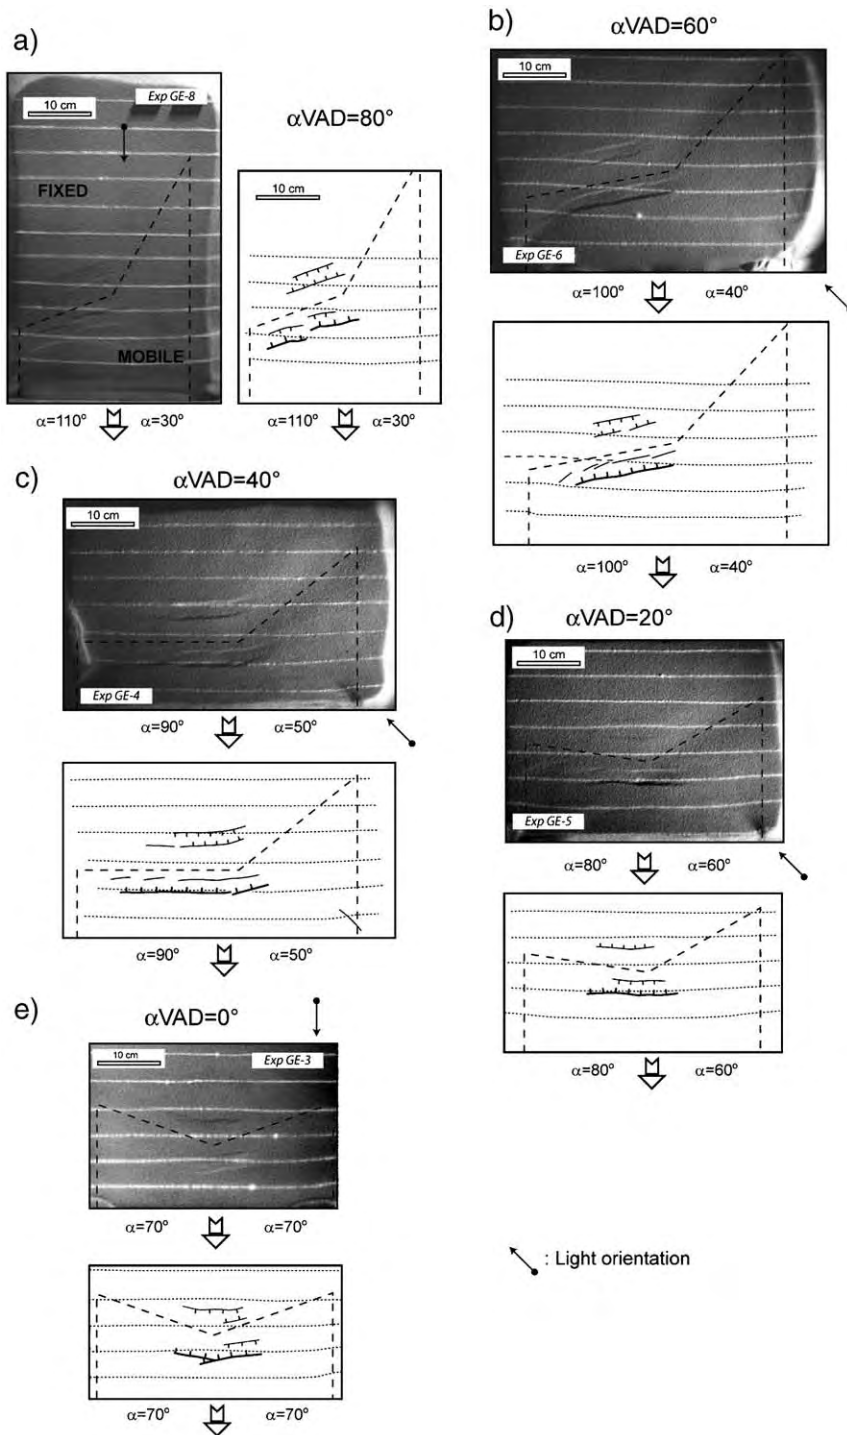 a)
10 cm
Exp GE-8
FIXED
MOBILE
α=110° α=30°
αVAD=80°
10 cm
α=110° α=30°
b)
αVAD=60°
10 cm
Exp GE-6
α=100° α=40°
α=100° α=40°
c)
αVAD=40°
10 cm
Exp GE-4
α=90° α=50°
α=90° α=50°
d)
αVAD=20°
10 cm
Exp GE-5
α=80° α=60°
α=80° α=60°
e)
αVAD=0°
10 cm
Exp GE-3
α=70° α=70°
α=70° α=70°
: Light orientation